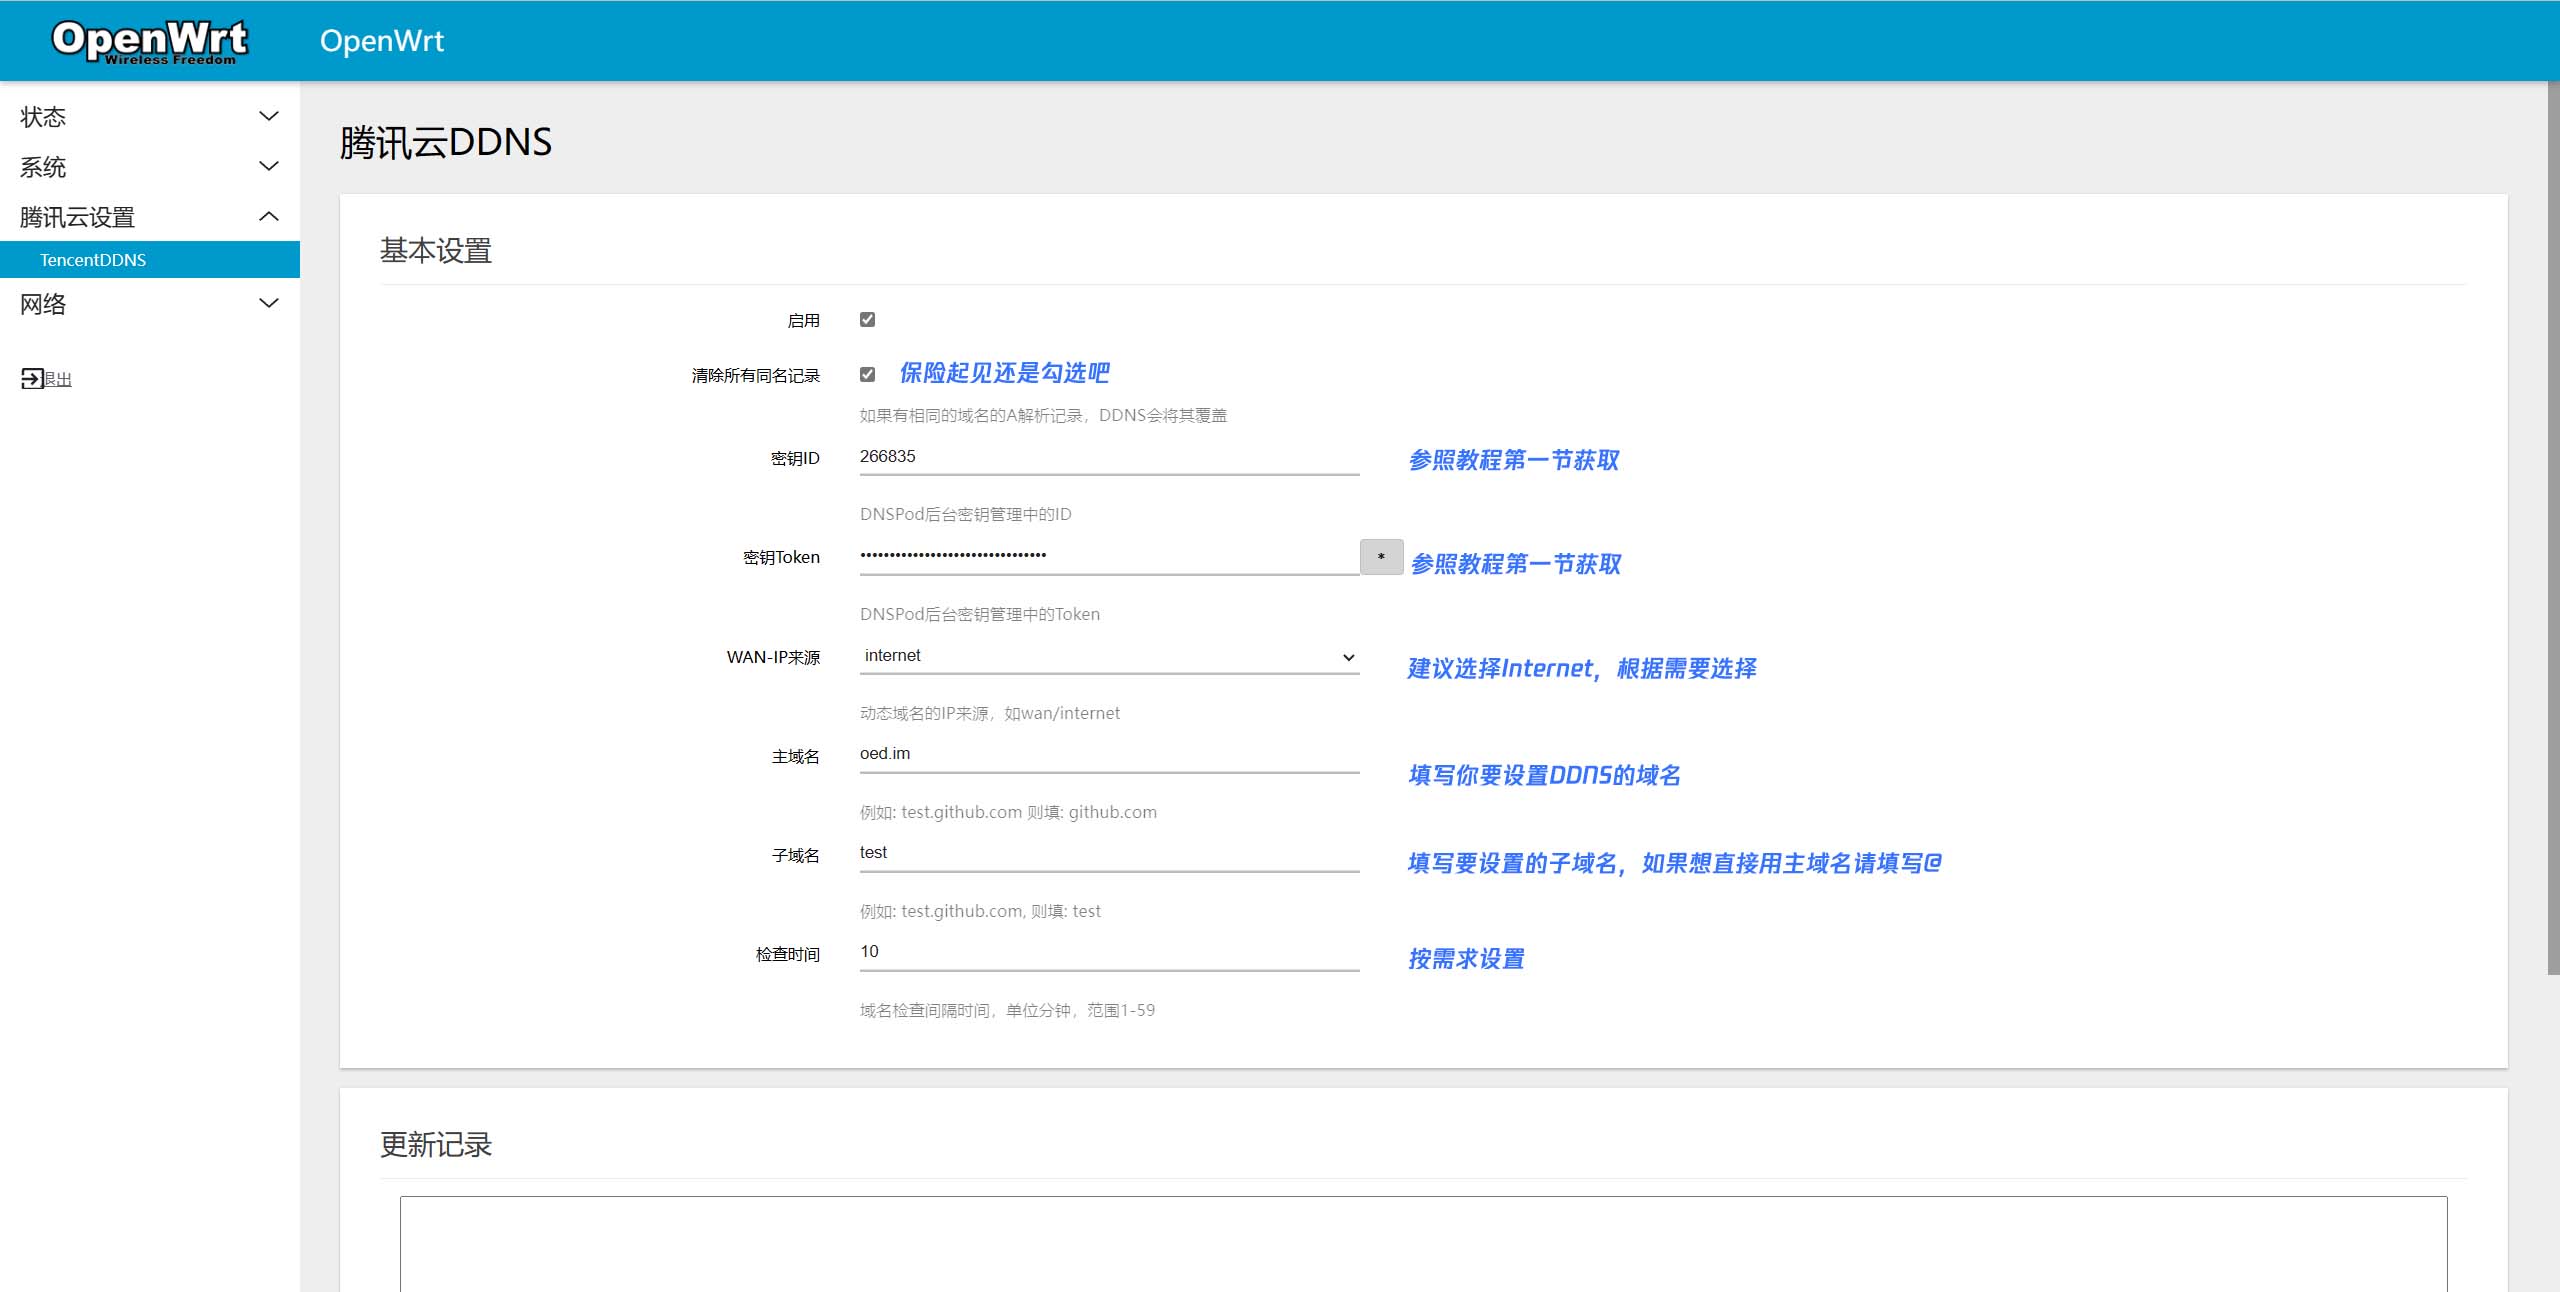 OpenWrt
Wireless Freedom
OpenWrt
状态
系统
腾讯云设置
TencentDDNS
网络
退出
腾讯云DDNS
基本设置
启用
清除所有同名记录 保险起见还是勾选吧
如果有相同的域名的A解析记录，DDNS会将其覆盖
密钥ID 266835 参照教程第一节获取
DNSPod后台密钥管理中的ID
密钥Token •••••••••••••••••••••••••••••••• * 参照教程第一节获取
DNSPod后台密钥管理中的Token
WAN-IP来源 internet 建议选择Internet，根据需要选择
动态域名的IP来源，如wan/internet
主域名 oed.im 填写你要设置DDNS的域名
例如: test.github.com 则填: github.com
子域名 test 填写要设置的子域名，如果想直接用主域名请填写@
例如: test.github.com, 则填: test
检查时间 10 按需求设置
域名检查间隔时间，单位分钟，范围1-59
更新记录